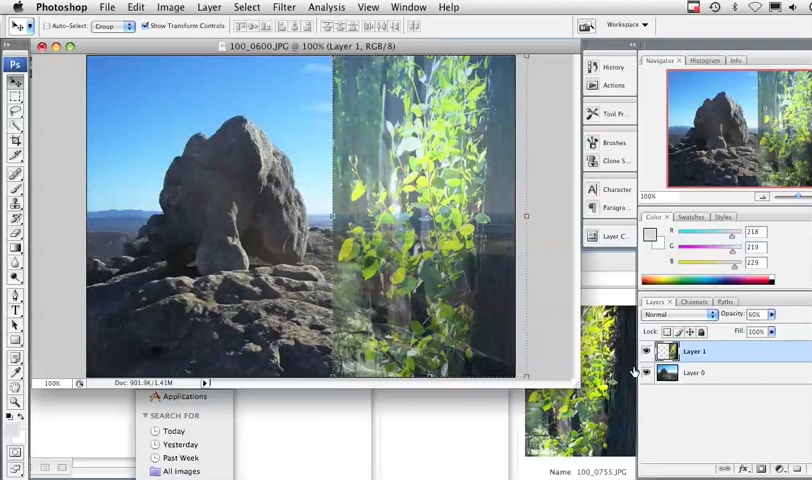 Photoshop File Edit Image Layer Select Filter Analysis View Window Help
Auto-Select: Group Show Transform Controls Workspace
100_0600.JPG @ 100% (Layer 1, RGB/8)
Ps
History
Actions
Tool Pr...
Brushes
Clone S...
Character
Paragra...
Layer C...
Navigator Histogram Info
100%
Color Swatches Styles
R 218
G 219
B 229
Layers Channels Paths
Normal Opacity: 60%
Lock: Fill: 100%
Layer 1
Layer 0
100% Doc: 901.9K/1.41M
Applications
SEARCH FOR
Today
Yesterday
Past Week
All Images
Name 100_0755.JPG